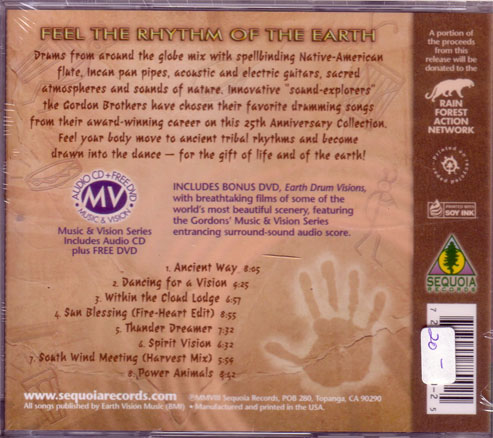 FEEL THE RHYTHM OF THE EARTH
Drums from around the globe mix with spellbinding Native-American
flute, Incan pan pipes, acoustic and electric guitars, sacred
atmospheres and sounds of nature. Innovative "sound-explorers"
the Gordon Brothers have chosen their favorite drumming songs
from their award-winning career on this 25th Anniversary Collection.
Feel your body move to ancient tribal rhythms and become
drawn into the dance – for the gift of life and of the earth!
AUDIO CD + FREE DVD
MV
MUSIC & VISION
Music & Vision Series
Includes Audio CD
plus FREE DVD
INCLUDES BONUS DVD, Earth Drum Visions,
with breathtaking films of some of the
world's most beautiful scenery, featuring
the Gordons' Music & Vision Series
entrancing surround-sound audio score.
1. Ancient Way 8:05
2. Dancing for a Vision 5:25
3. Within the Cloud Lodge 6:57
4. Sun Blessing (Fire-Heart Edit) 8:55
5. Thunder Dreamer 7:32
6. Spirit Vision 6:32
7. South Wind Meeting (Harvest Mix) 5:59
8. Power Animals
www.sequoiarecords.com
All songs published by Earth Vision Music (BMI)
℗©MMVIII Sequoia Records, POB 280, Topanga, CA 90290
• Manufactured and printed in the USA.
A portion of
the proceeds
from this
release will be
donated to the
RAIN
FOREST
ACTION
NETWORK
PRINTED WITH
SOY INK
SEQUOIA
RECORDS
20 –